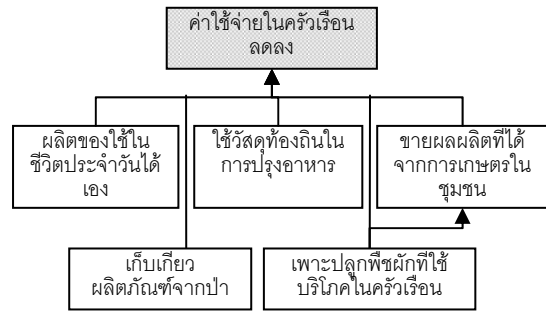 ค่าใช้จ่ายในครัวเรือน
ลดลง
ผลิตของใช้ใน
ชีวิตประจำวันได้
เอง
ใช้วัสดุท้องถิ่นใน
การปรุงอาหาร
ขายผลผลิตที่ได้
จากการเกษตรใน
ชุมชน
เก็บเกี่ยว
ผลิตภัณฑ์จากป่า
เพาะปลูกพืชผักที่ใช้
บริโภคในครัวเรือน